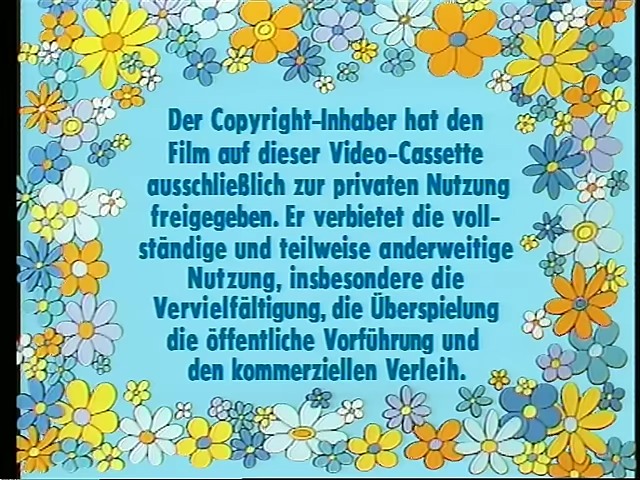 Der Copyright-Inhaber hat den
Film auf dieser Video-Cassette
ausschließlich zur privaten Nutzung
freigegeben. Er verbietet die voll-
ständige und teilweise anderweitige
Nutzung, insbesondere die
Vervielfältigung, die Überspielung
die öffentliche Vorführung und
den kommerziellen Verleih.